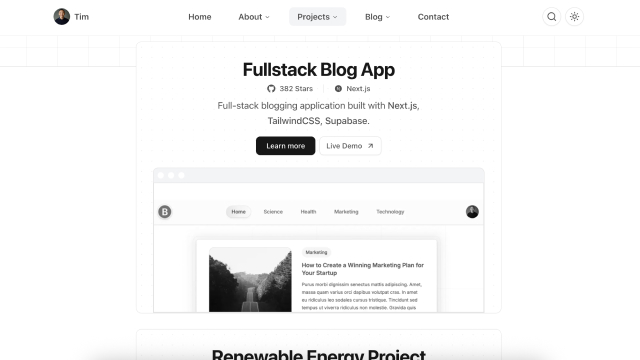 Tim
Home
About
Projects
Blog
Contact
Fullstack Blog App
382 Stars
Next.js
Full-stack blogging application built with Next.js,
TailwindCSS, Supabase.
Learn more
Live Demo
B
Home
Science
Health
Marketing
Technology
Marketing
How to Create a Winning Marketing Plan for
Your Startup
Purus morbi dignissim senectus mattis adipiscing. Amet,
massa quam varius orci dapibus volutpat cras. In amet
eu ridiculus leo sodales cursus tristique. Tincidunt sed
tempus ut viverra ridiculus non molestie. Gravida quis
Renewable Energy Project